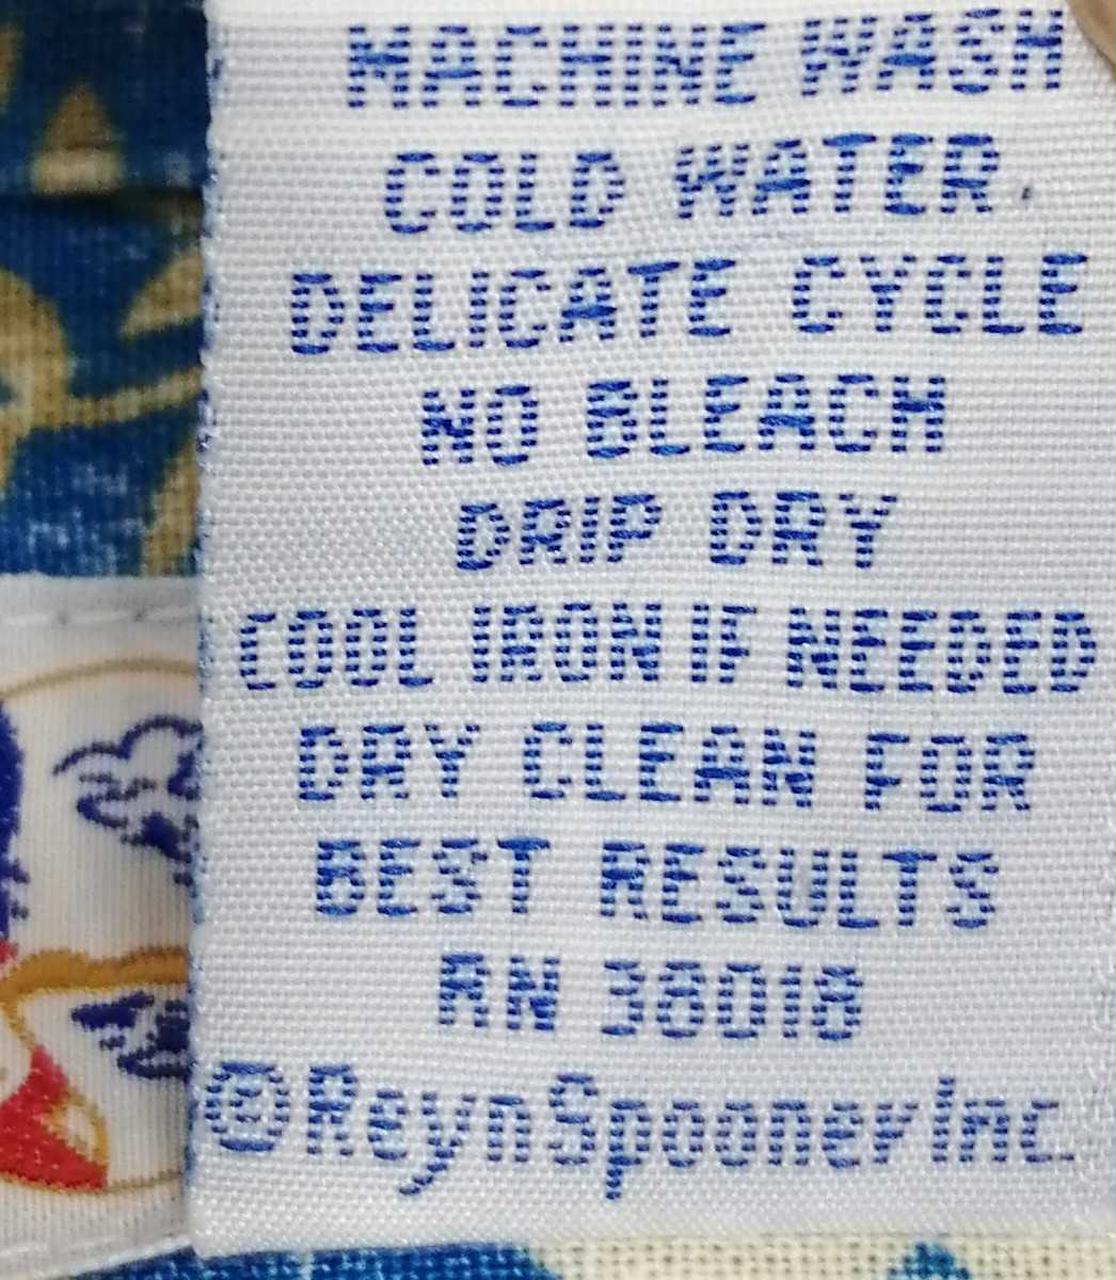 MACHINE WASH
COLD WATER
DELICATE CYCLE
NO BLEACH
DRIP DRY
COOL IRON IF NEEDED
DRY CLEAN FOR
BEST RESULTS
RN 38018
©ReynSpoonerInc.